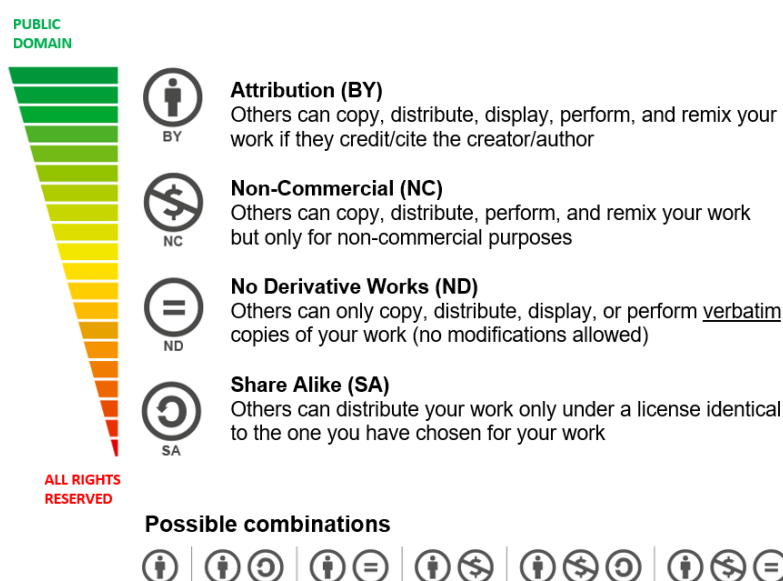 PUBLIC
DOMAIN
BY
Attribution (BY)
Others can copy, distribute, display, perform, and remix your
work if they credit/cite the creator/author
NC
Non-Commercial (NC)
Others can copy, distribute, perform, and remix your work
but only for non-commercial purposes
ND
No Derivative Works (ND)
Others can only copy, distribute, display, or perform verbatim
copies of your work (no modifications allowed)
SA
Share Alike (SA)
Others can distribute your work only under a license identical
to the one you have chosen for your work
ALL RIGHTS
RESERVED
Possible combinations